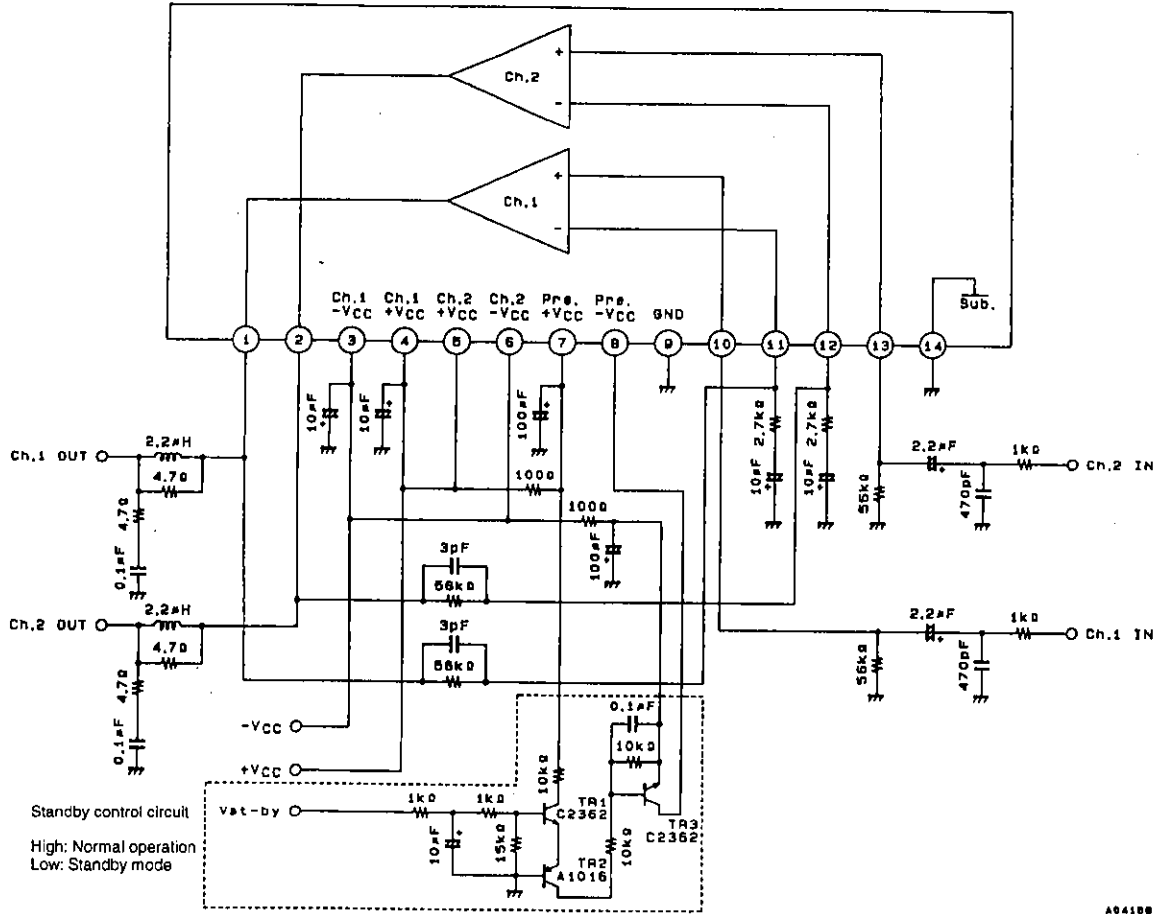 Ch.2
+
-
Ch.1
+
-
Sub.
Ch.1
-VCC
Ch.1
+VCC
Ch.2
+VCC
Ch.2
-VCC
Pre.
+VCC
Pre.
-VCC
GND
1
2
3
4
5
6
7
8
9
10
11
12
13
14
10µF
+
10µF
+
100µF
+
2.7kΩ
2.7kΩ
10µF
+
10µF
+
Ch.1 OUT
2.2µH
4.7Ω
4.7Ω
0.1µF
100Ω
100Ω
100µF
+
56kΩ
2.2µF
+
1kΩ
Ch.2 IN
470pF
3pF
56kΩ
Ch.2 OUT
2.2µH
4.7Ω
4.7Ω
0.1µF
3pF
56kΩ
2.2µF
+
1kΩ
Ch.1 IN
56kΩ
470pF
-VCC
+VCC
0.1µF
10kΩ
10kΩ
Standby control circuit
High: Normal operation
Low: Standby mode
Vst-by
1kΩ
1kΩ
10µF
+
15kΩ
TR1
C2362
TR2
A1016
10kΩ
TR3
C2362